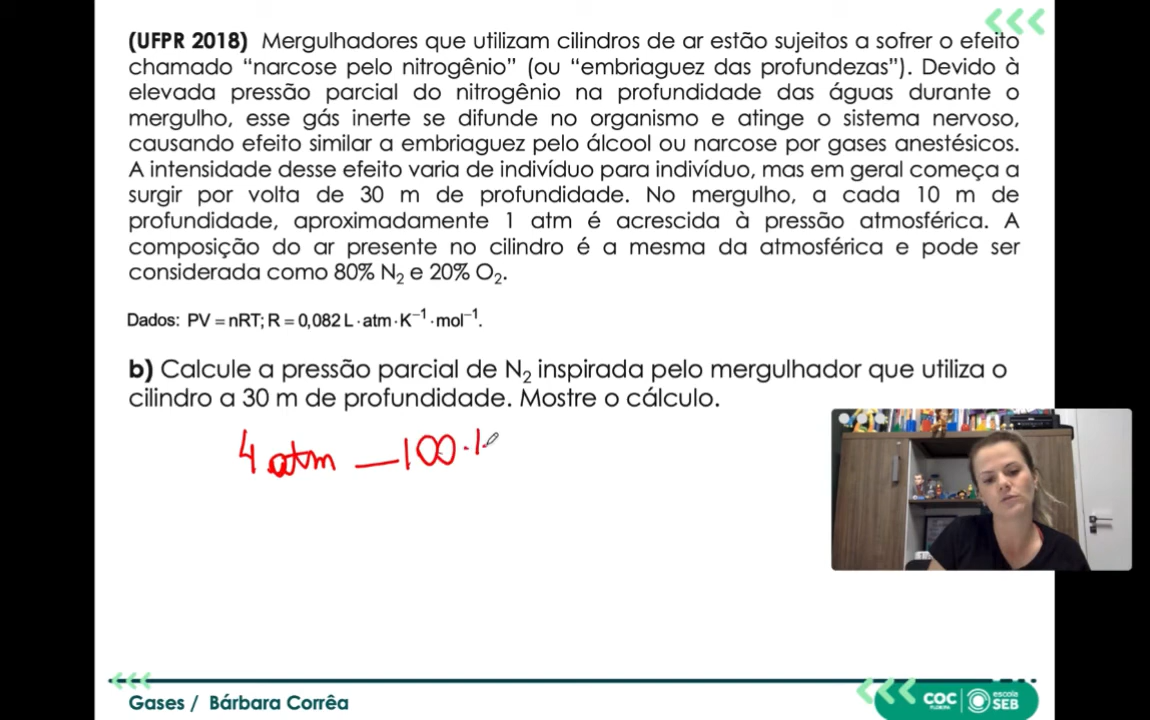 (UFPR 2018) Mergulhadores que utilizam cilindros de ar estão sujeitos a sofrer o efeito
chamado “narcose pelo nitrogênio” (ou “embriaguez das profundezas”). Devido à
elevada pressão parcial do nitrogênio na profundidade das águas durante o
mergulho, esse gás inerte se difunde no organismo e atinge o sistema nervoso,
causando efeito similar a embriaguez pelo álcool ou narcose por gases anestésicos.
A intensidade desse efeito varia de indivíduo para indivíduo, mas em geral começa a
surgir por volta de 30 m de profundidade. No mergulho, a cada 10 m de
profundidade, aproximadamente 1 atm é acrescida à pressão atmosférica. A
composição do ar presente no cilindro é a mesma da atmosférica e pode ser
considerada como 80% N₂ e 20% O₂.
Dados: PV = nRT; R = 0,082 L · atm · K⁻¹ · mol⁻¹.
b) Calcule a pressão parcial de N₂ inspirada pelo mergulhador que utiliza o
cilindro a 30 m de profundidade. Mostre o cálculo.
4 atm — 100 ·
Gases / Bárbara Corrêa
COC
FLORIPA
escola
SEB